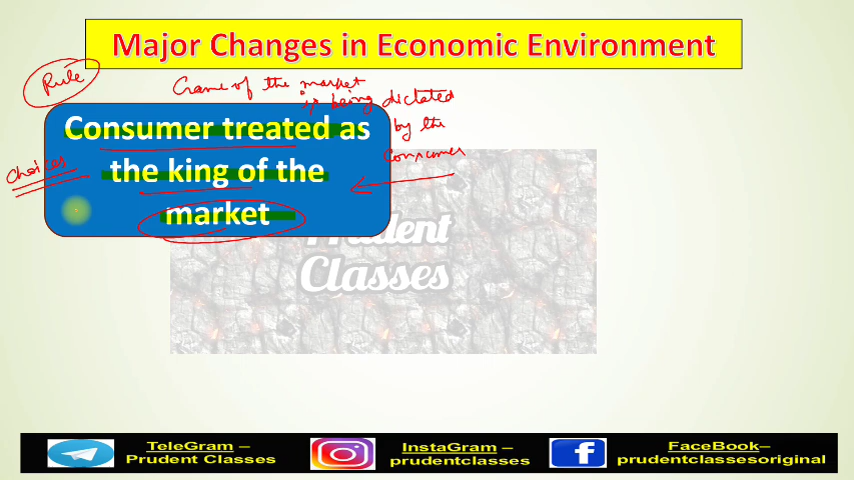 Major Changes in Economic Environment
Rule
Game of the market
is being dictated
by the
consumer
Choices
Consumer treated as
the king of the
market
Prudent
Classes
TeleGram –
Prudent Classes
InstaGram –
prudentclasses
FaceBook–
prudentclassesoriginal